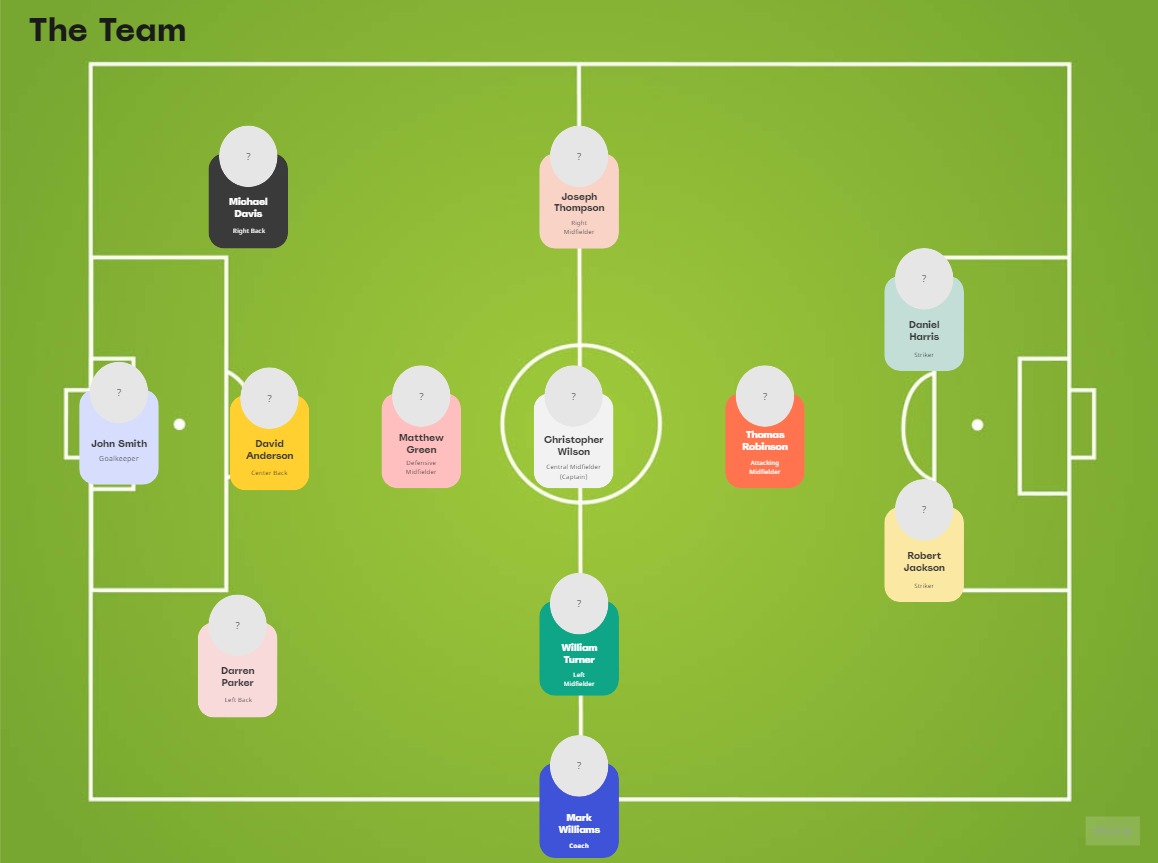 The Team
?
Michael
Davis
Right Back
?
Joseph
Thompson
Right
Midfielder
?
Daniel
Harris
Striker
?
John Smith
Goalkeeper
?
David
Anderson
Center Back
?
Matthew
Green
Defensive
Midfielder
?
Christopher
Wilson
Central Midfielder
(Captain)
?
Thomas
Robinson
Attacking
Midfielder
?
Robert
Jackson
Striker
?
Darren
Parker
Left Back
?
William
Turner
Left
Midfielder
?
Mark
Williams
Coach